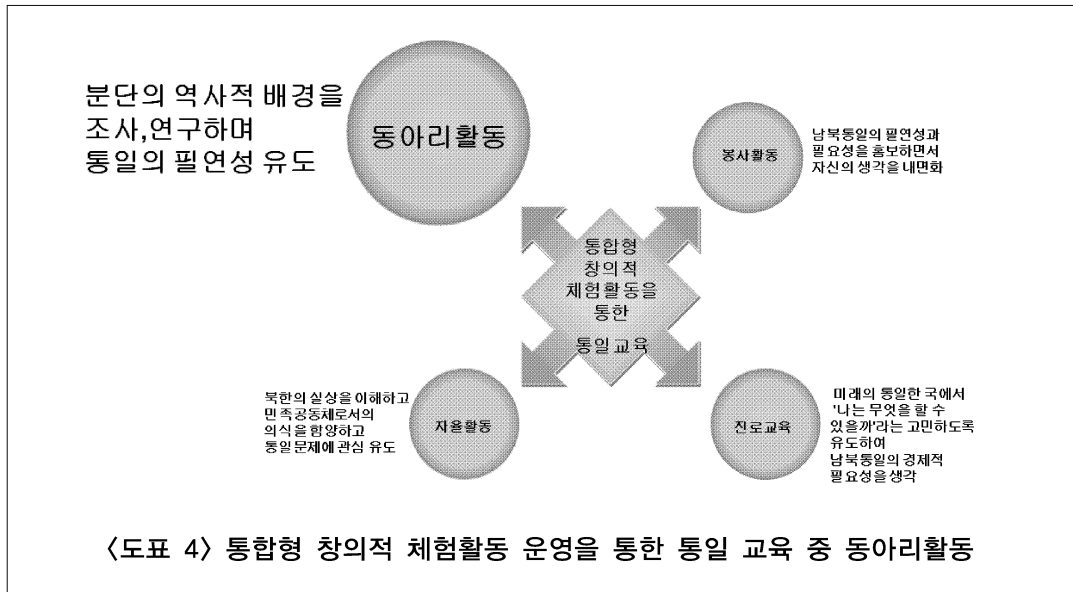 분단의 역사적 배경을
조사,연구하며
통일의 필연성 유도
동아리활동
봉사활동
남북통일의 필연성과
필요성을 홍보하면서
자신의 생각을 내면화
통합형
창의적
체험활동을
통한
통일교육
북한의 실상을 이해하고
민족공동체로서의
의식을 함양하고
통일문제에 관심 유도
자율활동
진로교육
미래의 통일한 국에서
'나는 무엇을 할 수
있을까'라는 고민하도록
유도하여
남북통일의 경제적
필요성을 생각
〈도표 4〉 통합형 창의적 체험활동 운영을 통한 통일 교육 중 동아리활동